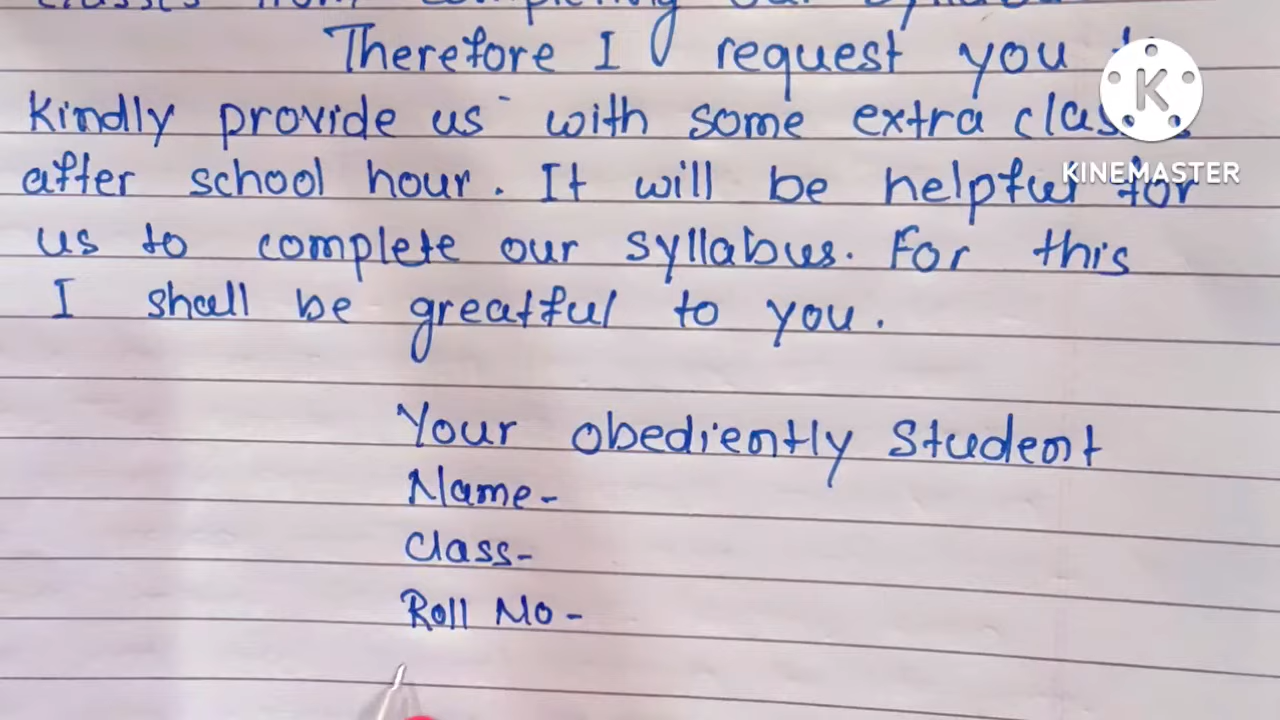 Therefore I request you
K
kindly provide us with some extra
KINEMASTER
after school hour. It will be helpful for
us to complete our syllabus. For this
I shall be greatful to you.
Your obediently Student
Name-
Class-
Roll No-